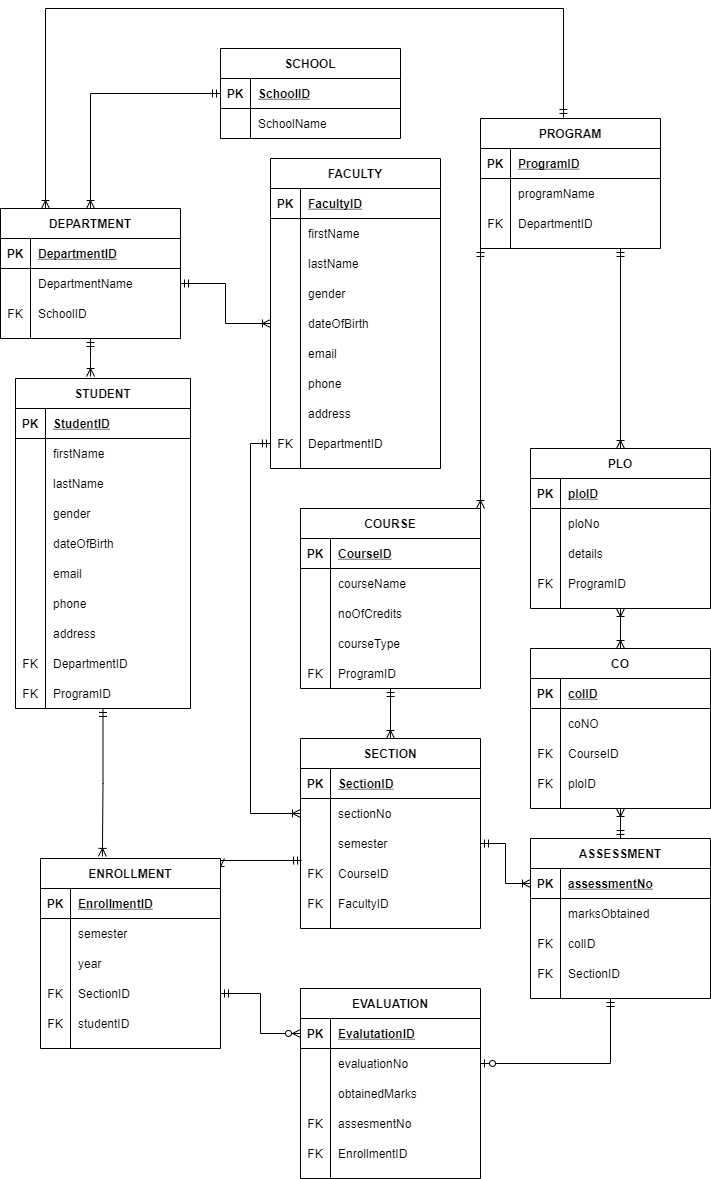 SCHOOL
PK SchoolID
SchoolName
PROGRAM
PK ProgramID
programName
FK DepartmentID
FACULTY
PK FacultyID
firstName
lastName
gender
dateOfBirth
email
phone
address
FK DepartmentID
DEPARTMENT
PK DepartmentID
DepartmentName
FK SchoolID
STUDENT
PK StudentID
firstName
lastName
gender
dateOfBirth
email
phone
address
FK DepartmentID
FK ProgramID
PLO
PK ploID
ploNo
details
FK ProgramID
COURSE
PK CourseID
courseName
noOfCredits
courseType
FK ProgramID
CO
PK coIID
coNO
FK CourseID
FK ploID
SECTION
PK SectionID
sectionNo
semester
FK CourseID
FK FacultyID
ASSESSMENT
PK assessmentNo
marksObtained
FK coIID
FK SectionID
ENROLLMENT
PK EnrollmentID
semester
year
FK SectionID
FK studentID
EVALUATION
PK EvalutationID
evaluationNo
obtainedMarks
FK assesmentNo
FK EnrollmentID